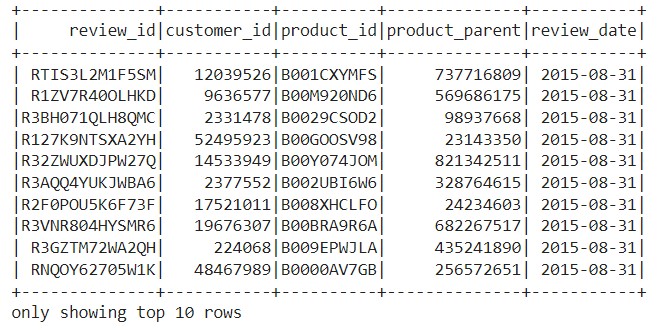 +--------------+-----------+----------+--------------+-----------+
|     review_id|customer_id|product_id|product_parent|review_date|
+--------------+-----------+----------+--------------+-----------+
| RTIS3L2M1F5SM|   12039526|B001CXYMFS|     737716809| 2015-08-31|
| R1ZV7R40OLHKD|    9636577|B00M920ND6|     569686175| 2015-08-31|
|R3BH071QLH8QMC|    2331478|B0029CSOD2|      98937668| 2015-08-31|
|R127K9NTSXA2YH|   52495923|B00GOOSV98|      23143350| 2015-08-31|
|R32ZWUXDJPW27Q|   14533949|B00Y074JOM|     821342511| 2015-08-31|
|R3AQQ4YUKJWBA6|    2377552|B002UBI6W6|     328764615| 2015-08-31|
|R2F0POU5K6F73F|   17521011|B008XHCLFO|      24234603| 2015-08-31|
|R3VNR804HYSMR6|   19676307|B00BRA9R6A|     682267517| 2015-08-31|
| R3GZTM72WA2QH|     224068|B009EPWJLA|     435241890| 2015-08-31|
| RNQOY62705W1K|   48467989|B0000AV7GB|     256572651| 2015-08-31|
+--------------+-----------+----------+--------------+-----------+
only showing top 10 rows